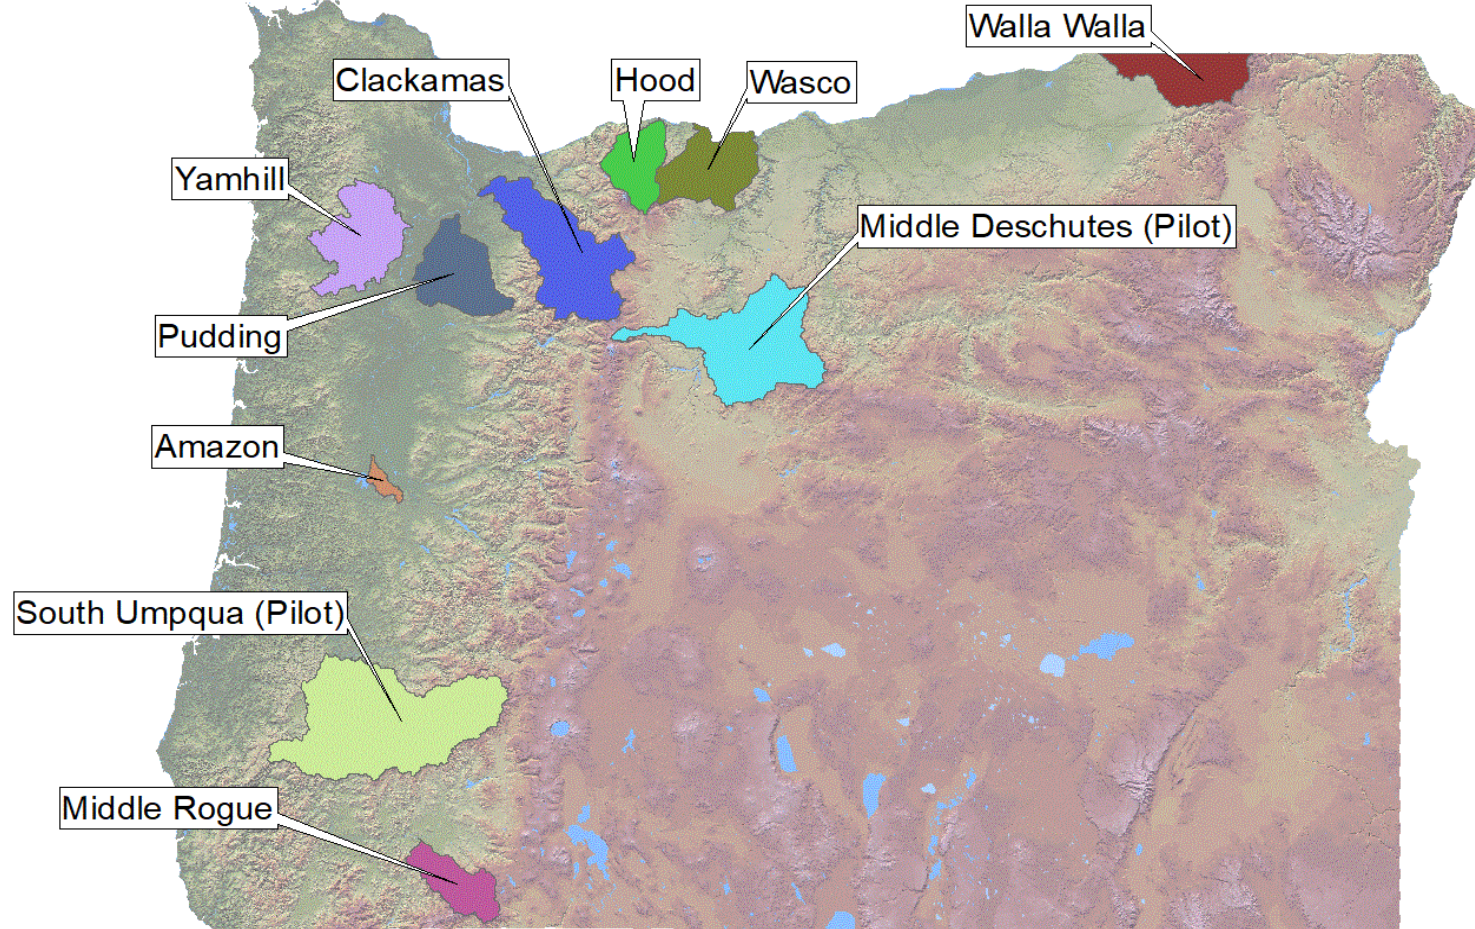 Walla Walla
Clackamas
Hood
Wasco
Yamhill
Middle Deschutes (Pilot)
Pudding
Amazon
South Umpqua (Pilot)
Middle Rogue